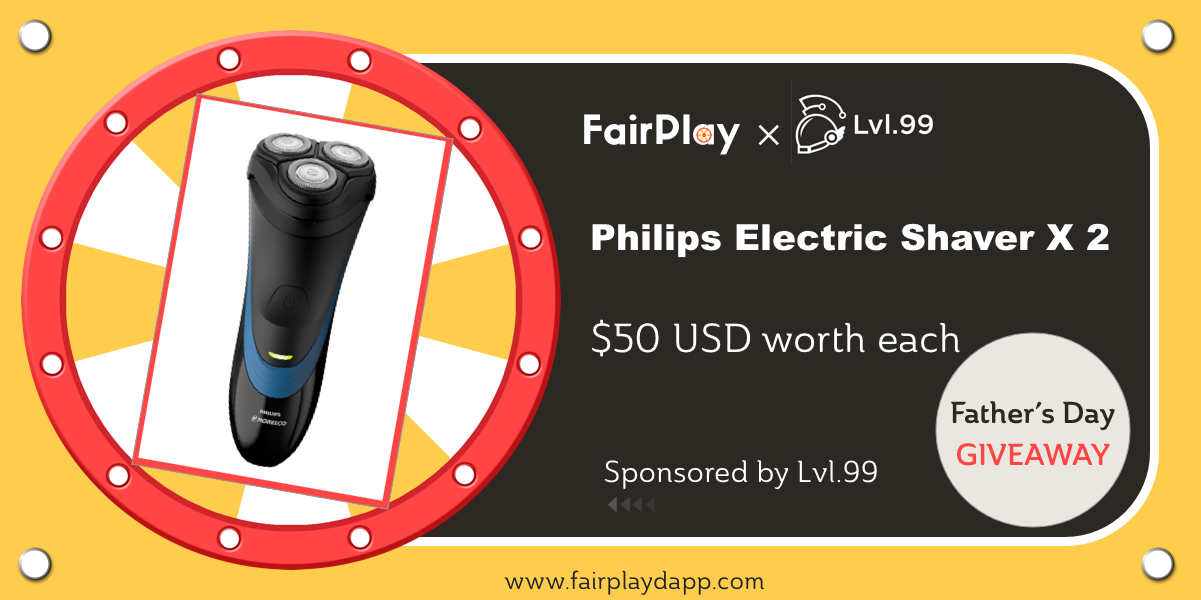 FairPlay × Lvl.99
Philips Electric Shaver X 2
$50 USD worth each
Father's Day
GIVEAWAY
Sponsored by Lvl.99
PHILIPS
NORELCO
www.fairplaydapp.com